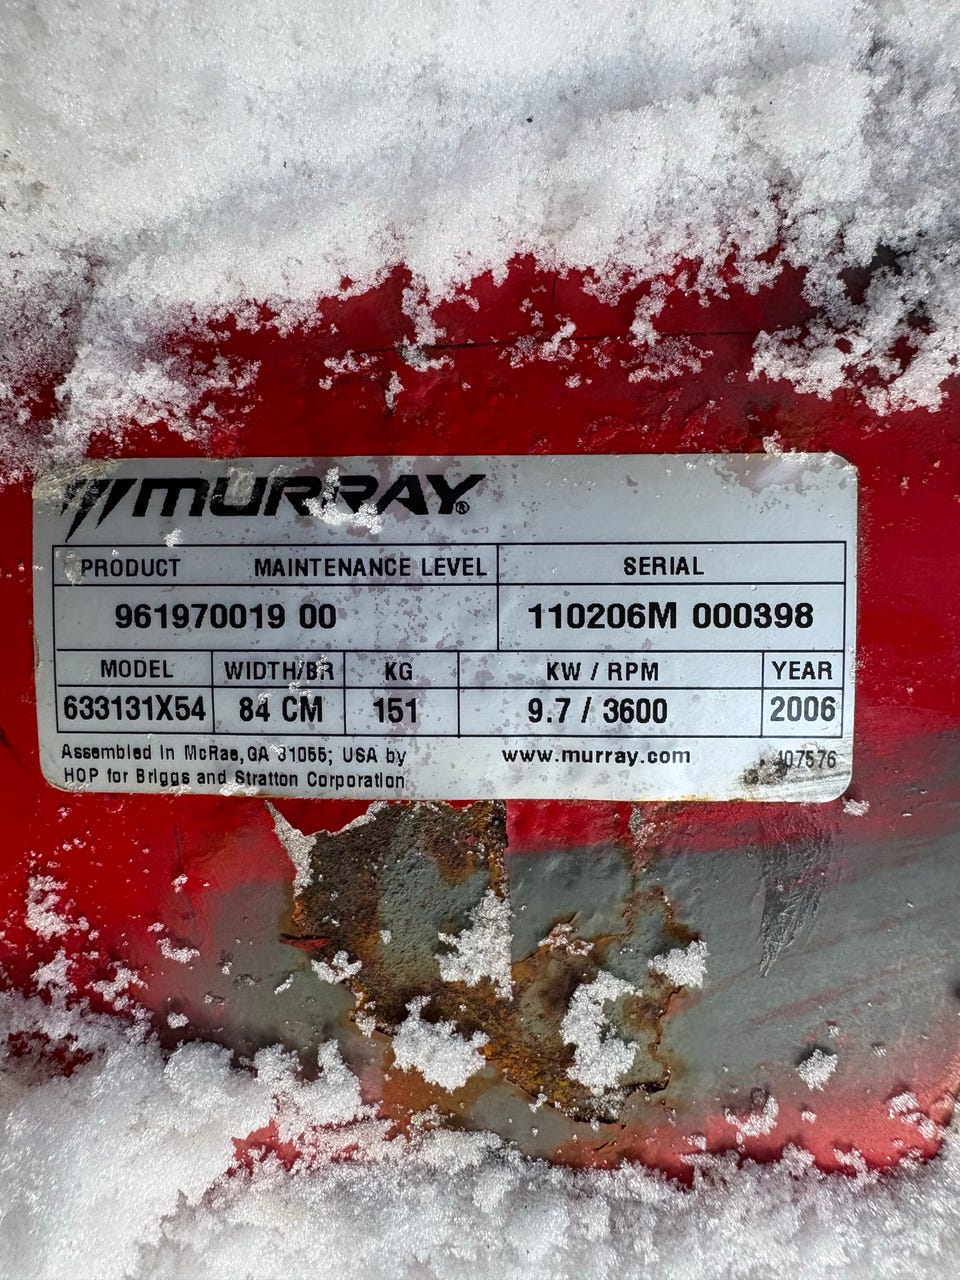 MURRAY®
PRODUCT MAINTENANCE LEVEL SERIAL
961970019 00 110206M 000398
MODEL WIDTH/BR KG KW / RPM YEAR
633131X54 84 CM 151 9.7 / 3600 2006
Assembled in McRae, GA 31055; USA by www.murray.com 107576
HOP for Briggs and Stratton Corporation